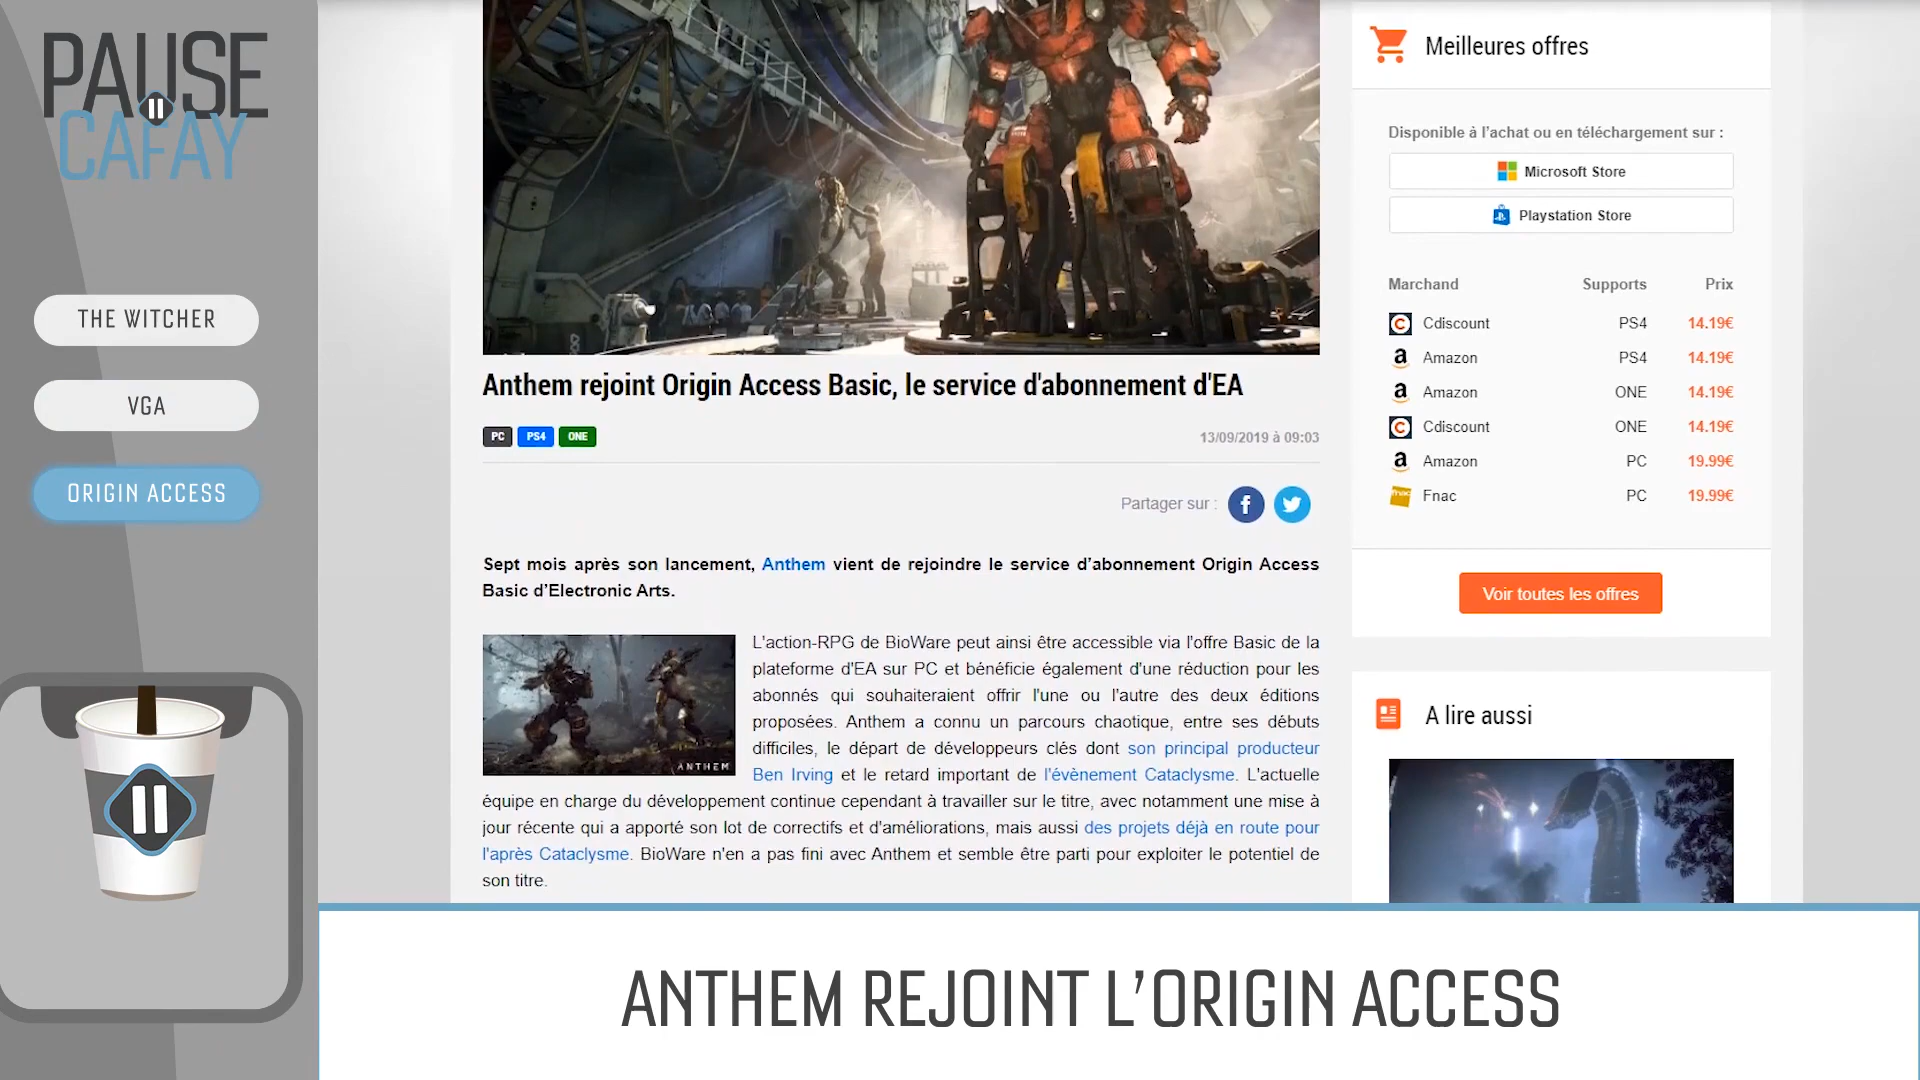 PAUSE
CAFAY
THE WITCHER
VGA
ORIGIN ACCESS
Anthem rejoint Origin Access Basic, le service d'abonnement d'EA
PC PS4 ONE
13/09/2019 à 09:03
Partager sur :
Sept mois après son lancement, Anthem vient de rejoindre le service d’abonnement Origin Access
Basic d’Electronic Arts.
ANTHEM
L'action-RPG de BioWare peut ainsi être accessible via l'offre Basic de la
plateforme d'EA sur PC et bénéficie également d'une réduction pour les
abonnés qui souhaiteraient offrir l'une ou l'autre des deux éditions
proposées. Anthem a connu un parcours chaotique, entre ses débuts
difficiles, le départ de développeurs clés dont son principal producteur
Ben Irving et le retard important de l'évènement Cataclysme. L'actuelle
équipe en charge du développement continue cependant à travailler sur le titre, avec notamment une mise à
jour récente qui a apporté son lot de correctifs et d'améliorations, mais aussi des projets déjà en route pour
l'après Cataclysme. BioWare n'en a pas fini avec Anthem et semble être parti pour exploiter le potentiel de
son titre.
Meilleures offres
Disponible à l’achat ou en téléchargement sur :
Microsoft Store
Playstation Store
Marchand Supports Prix
Cdiscount PS4 14.19€
Amazon PS4 14.19€
Amazon ONE 14.19€
Cdiscount ONE 14.19€
Amazon PC 19.99€
fnac Fnac PC 19.99€
Voir toutes les offres
A lire aussi
ANTHEM REJOINT L’ORIGIN ACCESS